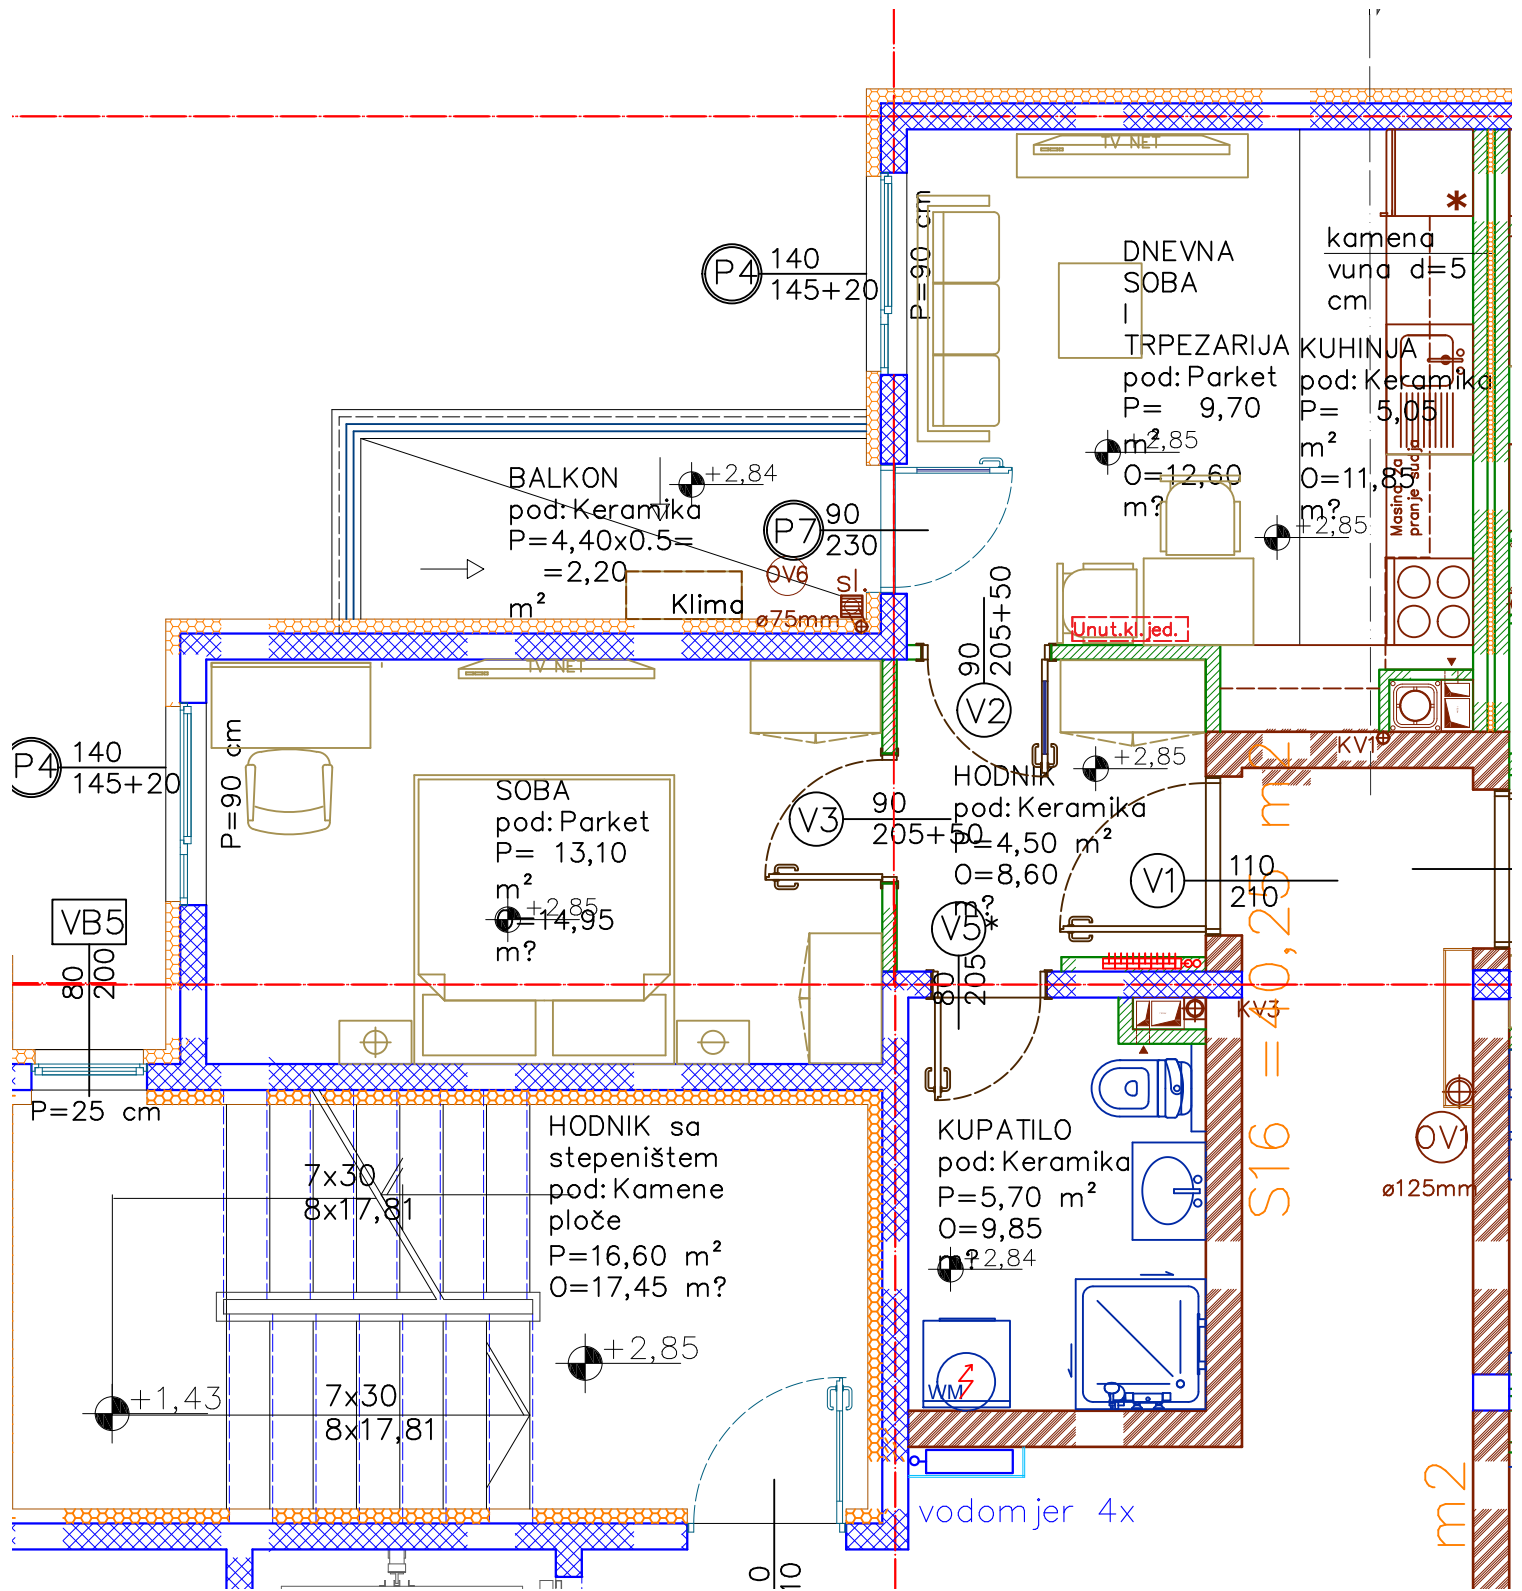 TV NET
P4
140
145+20
P=90 cm
DNEVNA
SOBA
I
TRPEZARIJA
pod: Parket
P= 9,70
m²
+2,85
O=12,60
m?
kamena
vuna d=5
cm
KUHINJA
pod: Keramika
P= 5,05
m²
O=11,85
m?
+2,85
Masina za
pranje sudja
*
BALKON
pod: Keramika
P=4,40x0.5=
=2,20
m²
+2,84
P7
90
230
OV6
sl.
ø75mm
Klima
Unut.kl.jed.
90
205+50
V2
TV NET
P4
140
145+20
P=90 cm
SOBA
pod: Parket
P= 13,10
m²
+2,85
O=14,95
m?
V3
90
205+50
HODNIK
pod: Keramika
P=4,50 m²
O=8,60
m?
+2,85
V1
110
210
KV1
V5*
80
205
KV3
S16 =40,25 m2
VB5
80
200
P=25 cm
HODNIK sa
stepeništem
pod: Kamene
ploče
P=16,60 m²
O=17,45 m?
7x30
8x17,81
+2,85
+1,43
7x30
8x17,81
KUPATILO
pod: Keramika
P=5,70 m²
O=9,85
m?
+2,84
WM
OV1
ø125mm
vodomjer 4x
m2
0
10